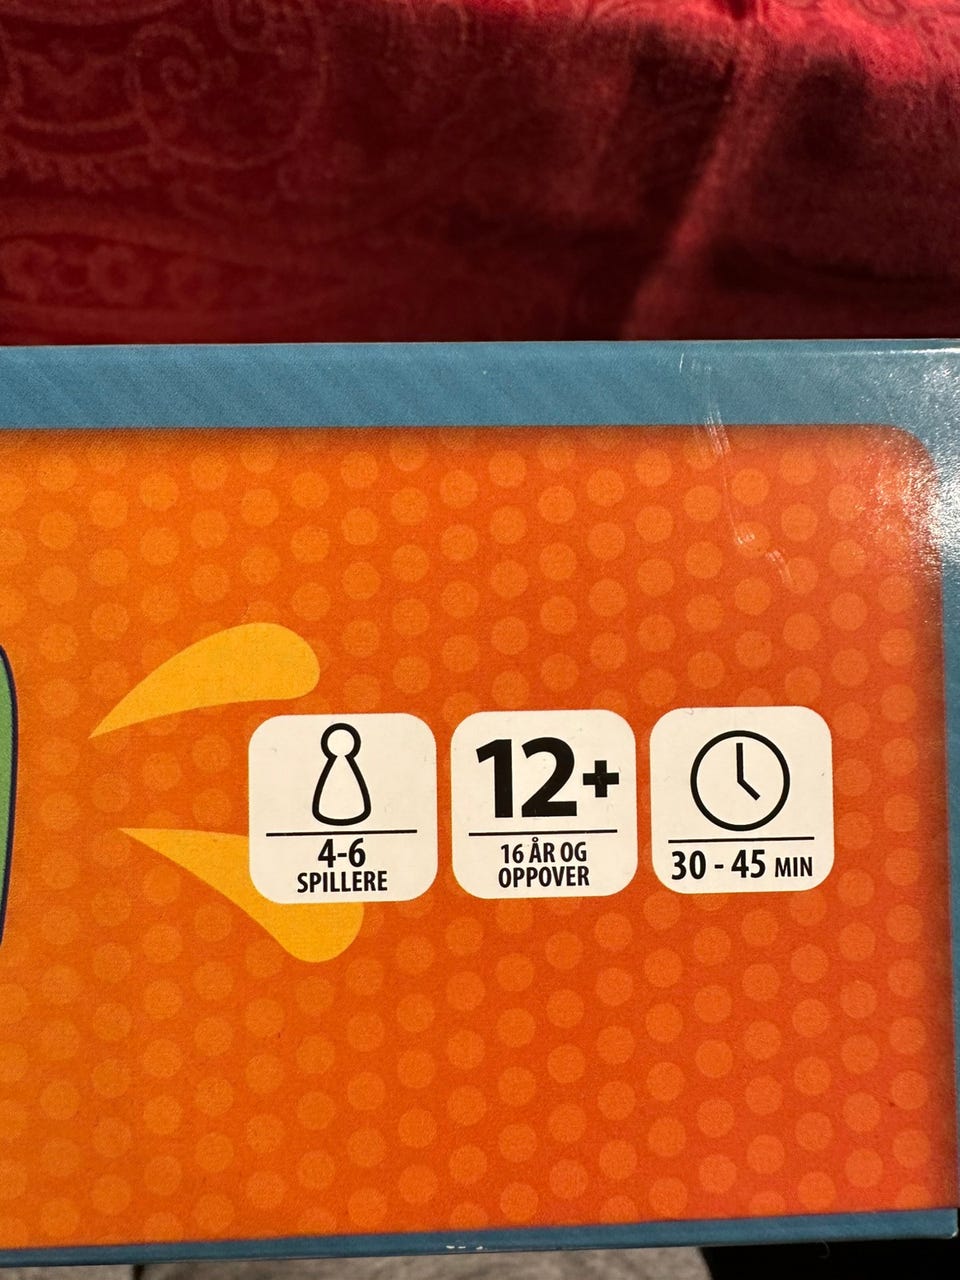 4-6
SPILLERE
12+
16 ÅR OG
OPPOVER
30 - 45 MIN